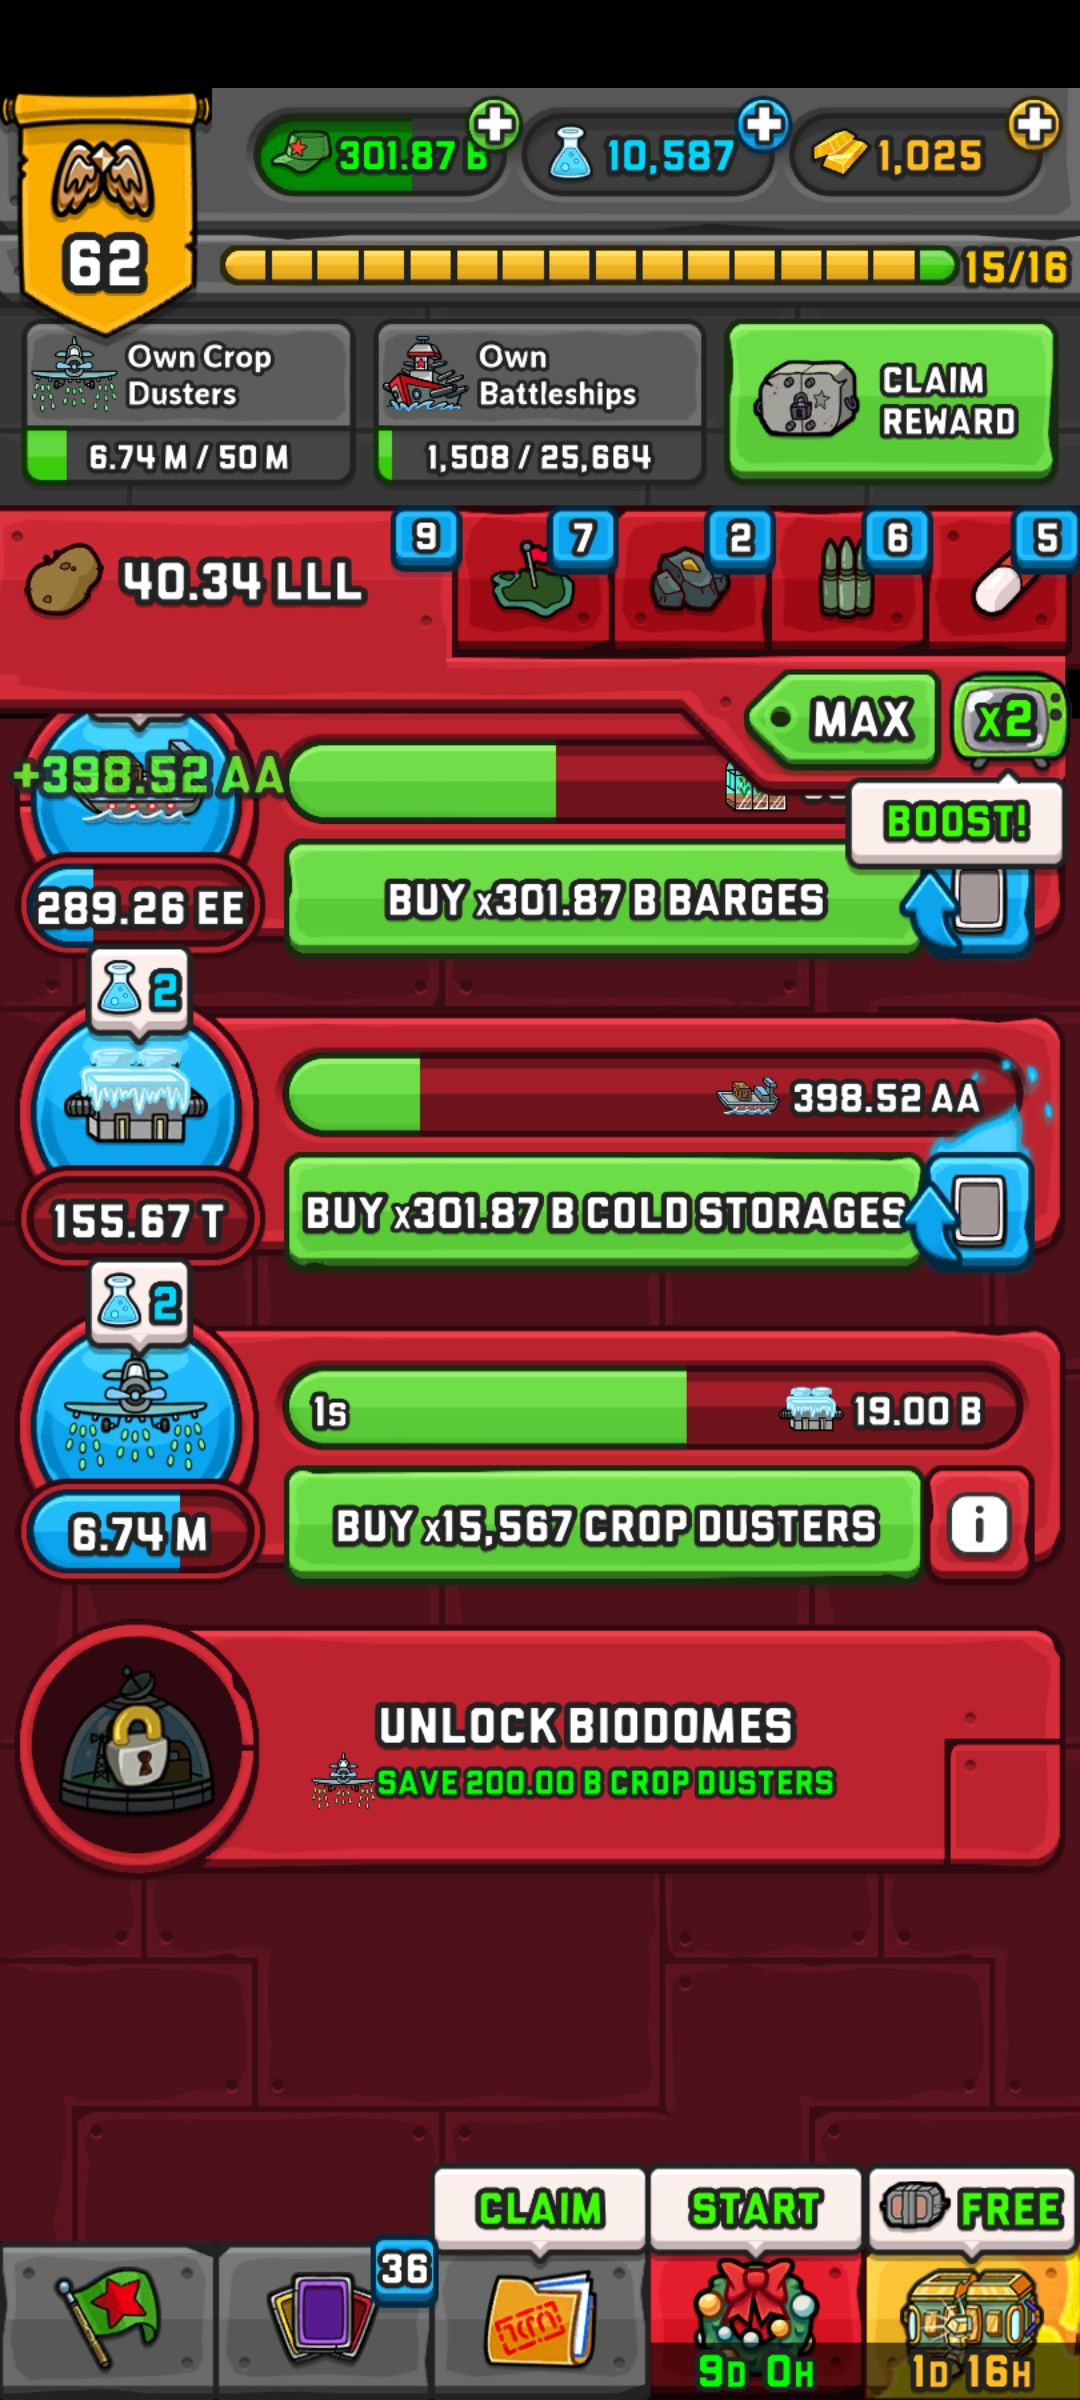 301.87 B
10,587
1,025
62
15/16
Own Crop
Dusters
6.74 M / 50 M
Own
Battleships
1,508 / 25,664
CLAIM
REWARD
40.34 LLL
9
7
2
6
5
MAX
x2
BOOST!
+398.52 AA
289.26 EE
BUY x301.87 B BARGES
2
398.52 AA
155.67 T
BUY x301.87 B COLD STORAGES
2
1s
19.00 B
6.74 M
BUY x15,567 CROP DUSTERS
i
UNLOCK BIODOMES
SAVE 200.00 B CROP DUSTERS
CLAIM
START
FREE
36
9D 0H
1D 16H